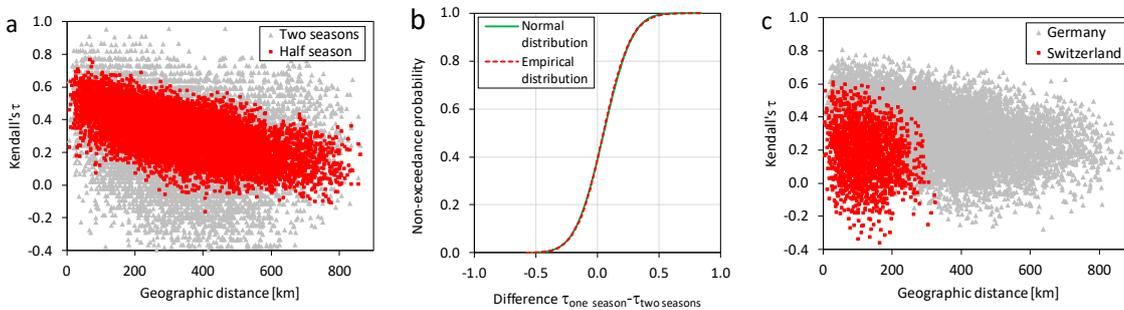 a
1.0
0.8
0.6
0.4
0.2
0.0
-0.2
-0.4
Kendall's τ
Two seasons
Half season
0 200 400 600 800
Geographic distance [km]
b
1.0
0.8
0.6
0.4
0.2
0.0
Non-exceedance probability
Normal
distribution
Empirical
distribution
-1.0 -0.5 0.0 0.5 1.0
Difference τone season-τtwo seasons
c
1.0
0.8
0.6
0.4
0.2
0.0
-0.2
-0.4
Kendall's τ
Germany
Switzerland
0 200 400 600 800
Geographic distance [km]